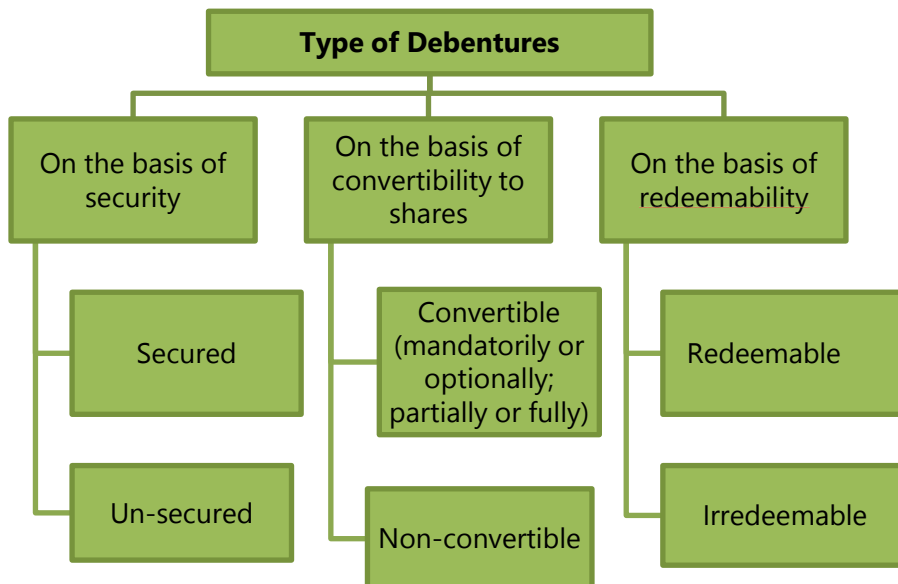 Type of Debentures
On the basis of
security
Secured
Un-secured
On the basis of
convertibility to
shares
Convertible
(mandatorily or
optionally;
partially or fully)
Non-convertible
On the basis of
redeemability
Redeemable
Irredeemable